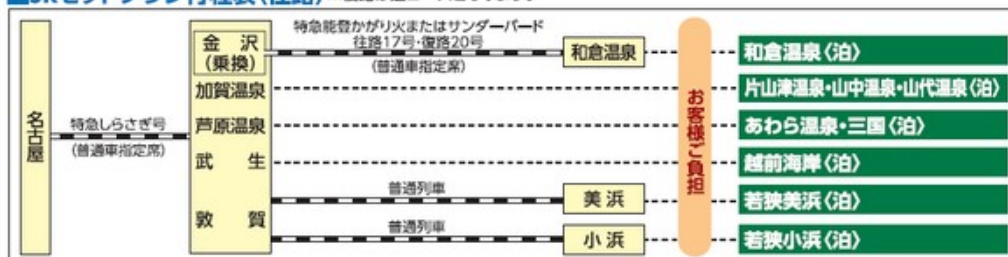 JRセットプラン行程表〈往路〉
名古屋
特急しらさぎ号
(普通車指定席)
金沢
(乗換)
加賀温泉
芦原温泉
武生
敦賀
特急能登かがり火またはサンダーバード
往路17号・復路20号
(普通車指定席)
和倉温泉
普通列車
美浜
普通列車
小浜
お客様ご負担
和倉温泉〈泊〉
片山津温泉・山中温泉・山代温泉〈泊〉
あわら温泉・三国〈泊〉
越前海岸〈泊〉
若狭美浜〈泊〉
若狭小浜〈泊〉